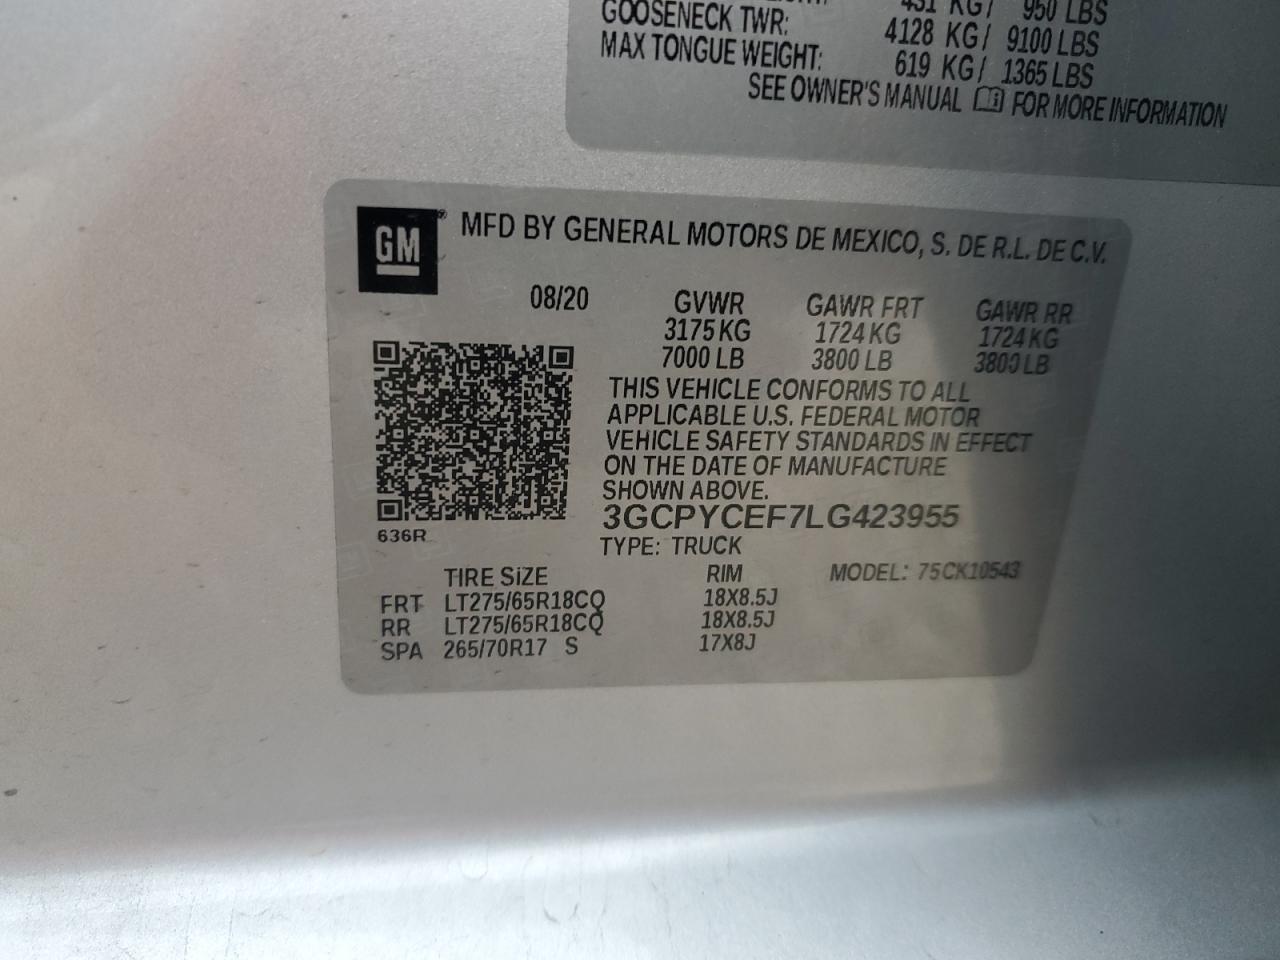 431 KG/ 950 LBS
GOOSENECK TWR: 4128 KG/ 9100 LBS
MAX TONGUE WEIGHT: 619 KG/ 1365 LBS
SEE OWNER'S MANUAL FOR MORE INFORMATION
GM® MFD BY GENERAL MOTORS DE MEXICO, S. DE R.L. DE C.V.
08/20 GVWR GAWR FRT GAWR RR
3175 KG 1724 KG 1724 KG
7000 LB 3800 LB 3800 LB
THIS VEHICLE CONFORMS TO ALL
APPLICABLE U.S. FEDERAL MOTOR
VEHICLE SAFETY STANDARDS IN EFFECT
ON THE DATE OF MANUFACTURE
SHOWN ABOVE.
3GCPYCEF7LG423955
636R
TYPE: TRUCK
TIRE SIZE RIM MODEL: 75CK10543
FRT LT275/65R18CQ 18X8.5J
RR LT275/65R18CQ 18X8.5J
SPA 265/70R17 S 17X8J